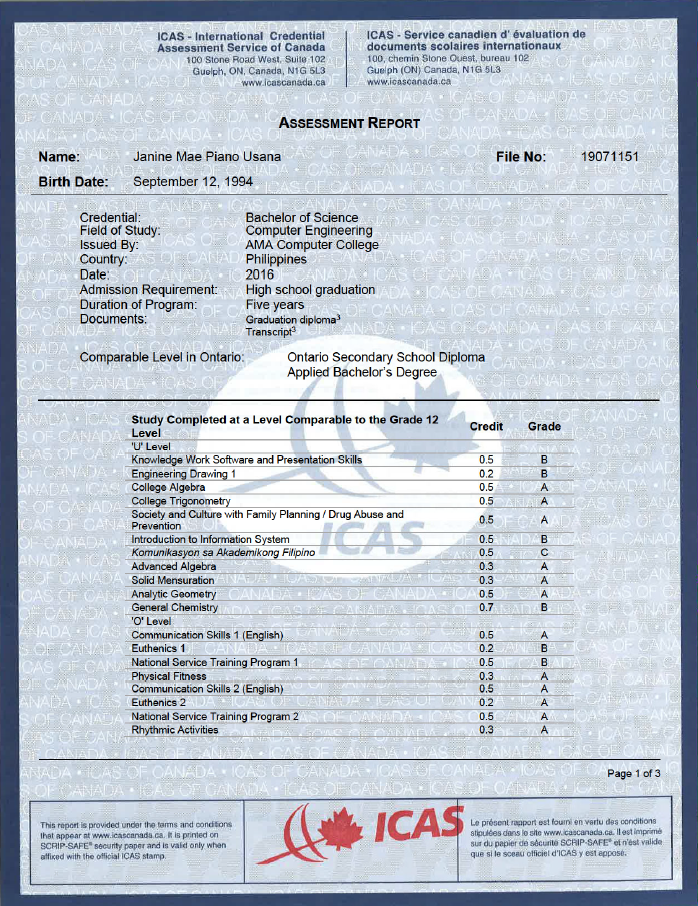 ICAS - International Credential
Assessment Service of Canada
100 Stone Road West, Suite 102
Guelph, ON, Canada, N1G 5L3
www.icascanada.ca
ICAS - Service canadien d' évaluation de
documents scolaires internationaux
100, chemin Stone Ouest, bureau 102
Guelph (ON) Canada, N1G 5L3
www.icascanada.ca
ASSESSMENT REPORT
Name: Janine Mae Piano Usana File No: 19071151
Birth Date: September 12, 1994
Credential: Bachelor of Science
Field of Study: Computer Engineering
Issued By: AMA Computer College
Country: Philippines
Date: 2016
Admission Requirement: High school graduation
Duration of Program: Five years
Documents: Graduation diploma³
Transcript³
Comparable Level in Ontario: Ontario Secondary School Diploma
Applied Bachelor's Degree
Study Completed at a Level Comparable to the Grade 12
Level Credit Grade
'U' Level
Knowledge Work Software and Presentation Skills 0.5 B
Engineering Drawing 1 0.2 B
College Algebra 0.5 A
College Trigonometry 0.5 A
Society and Culture with Family Planning / Drug Abuse and
Prevention 0.5 A
Introduction to Information System 0.5 B
Komunikasyon sa Akademikong Filipino 0.5 C
Advanced Algebra 0.3 A
Solid Mensuration 0.3 A
Analytic Geometry 0.5 A
General Chemistry 0.7 B
'O' Level
Communication Skills 1 (English) 0.5 A
Euthenics 1 0.2 B
National Service Training Program 1 0.5 B
Physical Fitness 0.3 A
Communication Skills 2 (English) 0.5 A
Euthenics 2 0.2 A
National Service Training Program 2 0.5 A
Rhythmic Activities 0.3 A
ICAS
Page 1 of 3
This report is provided under the terms and conditions
that appear at www.icascanada.ca. It is printed on
SCRIP-SAFE® security paper and is valid only when
affixed with the official ICAS stamp.
ICAS
Le présent rapport est fourni en vertu des conditions
stipulées dans le site www.icascanada.ca. Il est imprimé
sur du papier de sécurité SCRIP-SAFE® et n'est valide
que si le sceau officiel d'ICAS y est apposé.